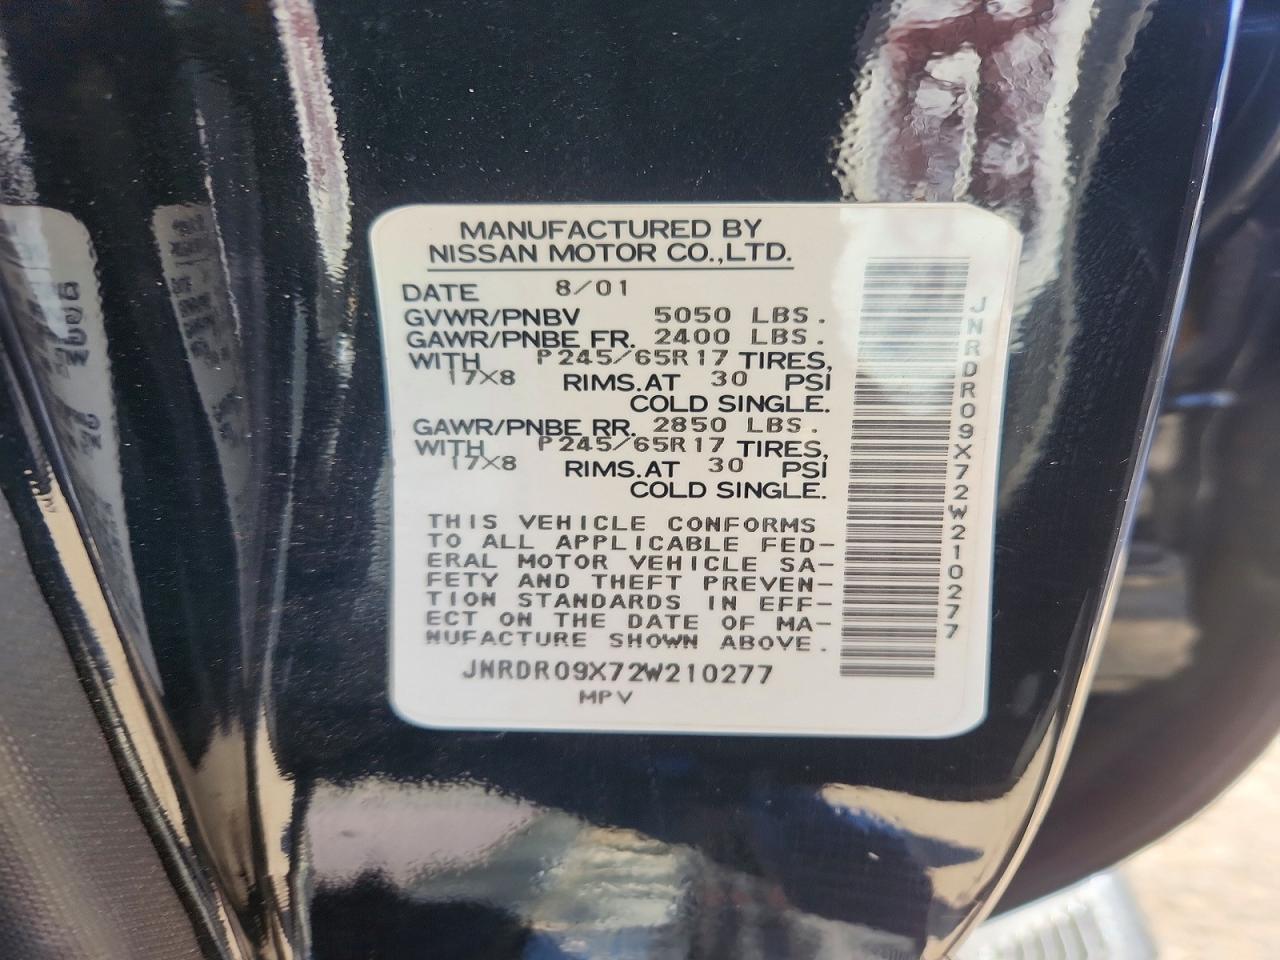 MANUFACTURED BY
NISSAN MOTOR CO.,LTD.
DATE 8/01
GVWR/PNBV 5050 LBS.
GAWR/PNBE FR. 2400 LBS.
WITH P245/65R17 TIRES,
17X8 RIMS.AT 30 PSI
COLD SINGLE.
GAWR/PNBE RR. 2850 LBS.
WITH P245/65R17 TIRES,
17X8 RIMS.AT 30 PSI
COLD SINGLE.
THIS VEHICLE CONFORMS
TO ALL APPLICABLE FED-
ERAL MOTOR VEHICLE SA-
FETY AND THEFT PREVEN-
TION STANDARDS IN EFF-
ECT ON THE DATE OF MA-
NUFACTURE SHOWN ABOVE.
JNRDR09X72W210277
MPV
JNRDR09X72W210277